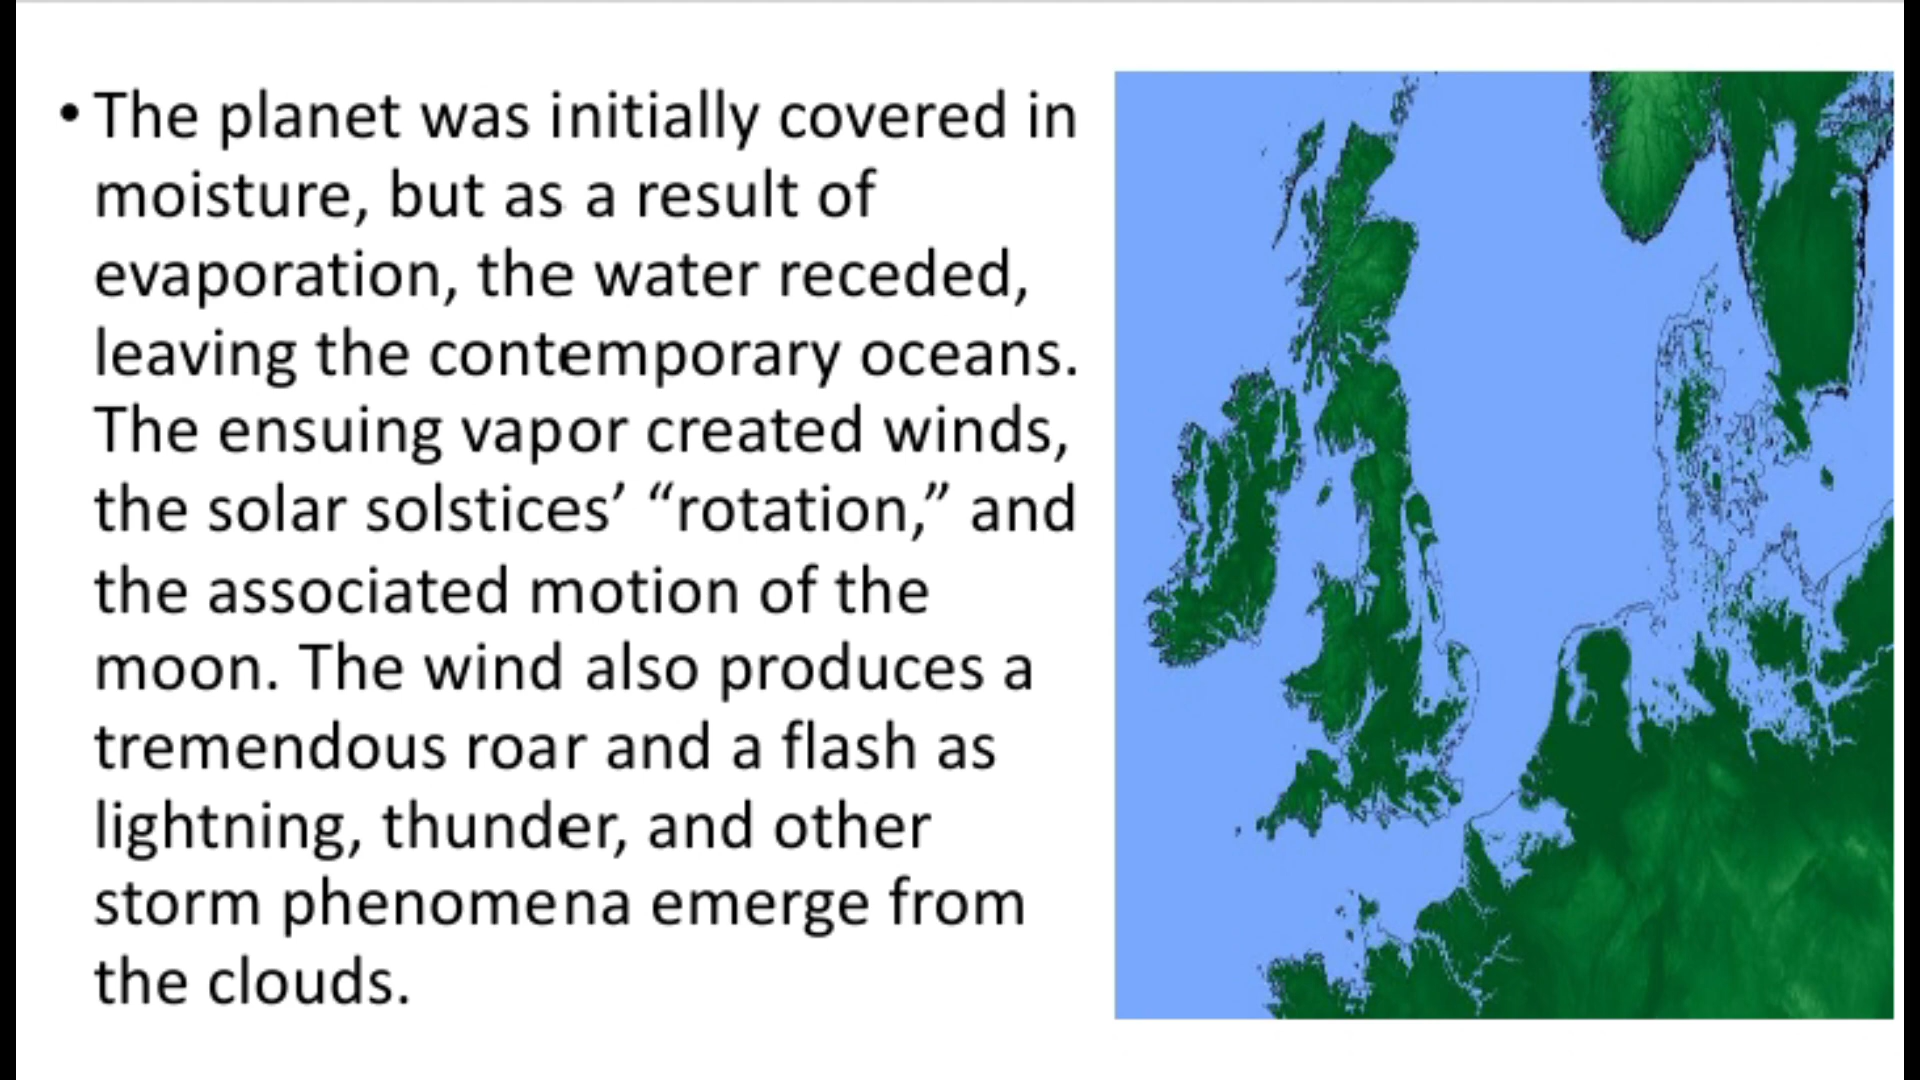 • The planet was initially covered in
moisture, but as a result of
evaporation, the water receded,
leaving the contemporary oceans.
The ensuing vapor created winds,
the solar solstices’ “rotation,” and
the associated motion of the
moon. The wind also produces a
tremendous roar and a flash as
lightning, thunder, and other
storm phenomena emerge from
the clouds.